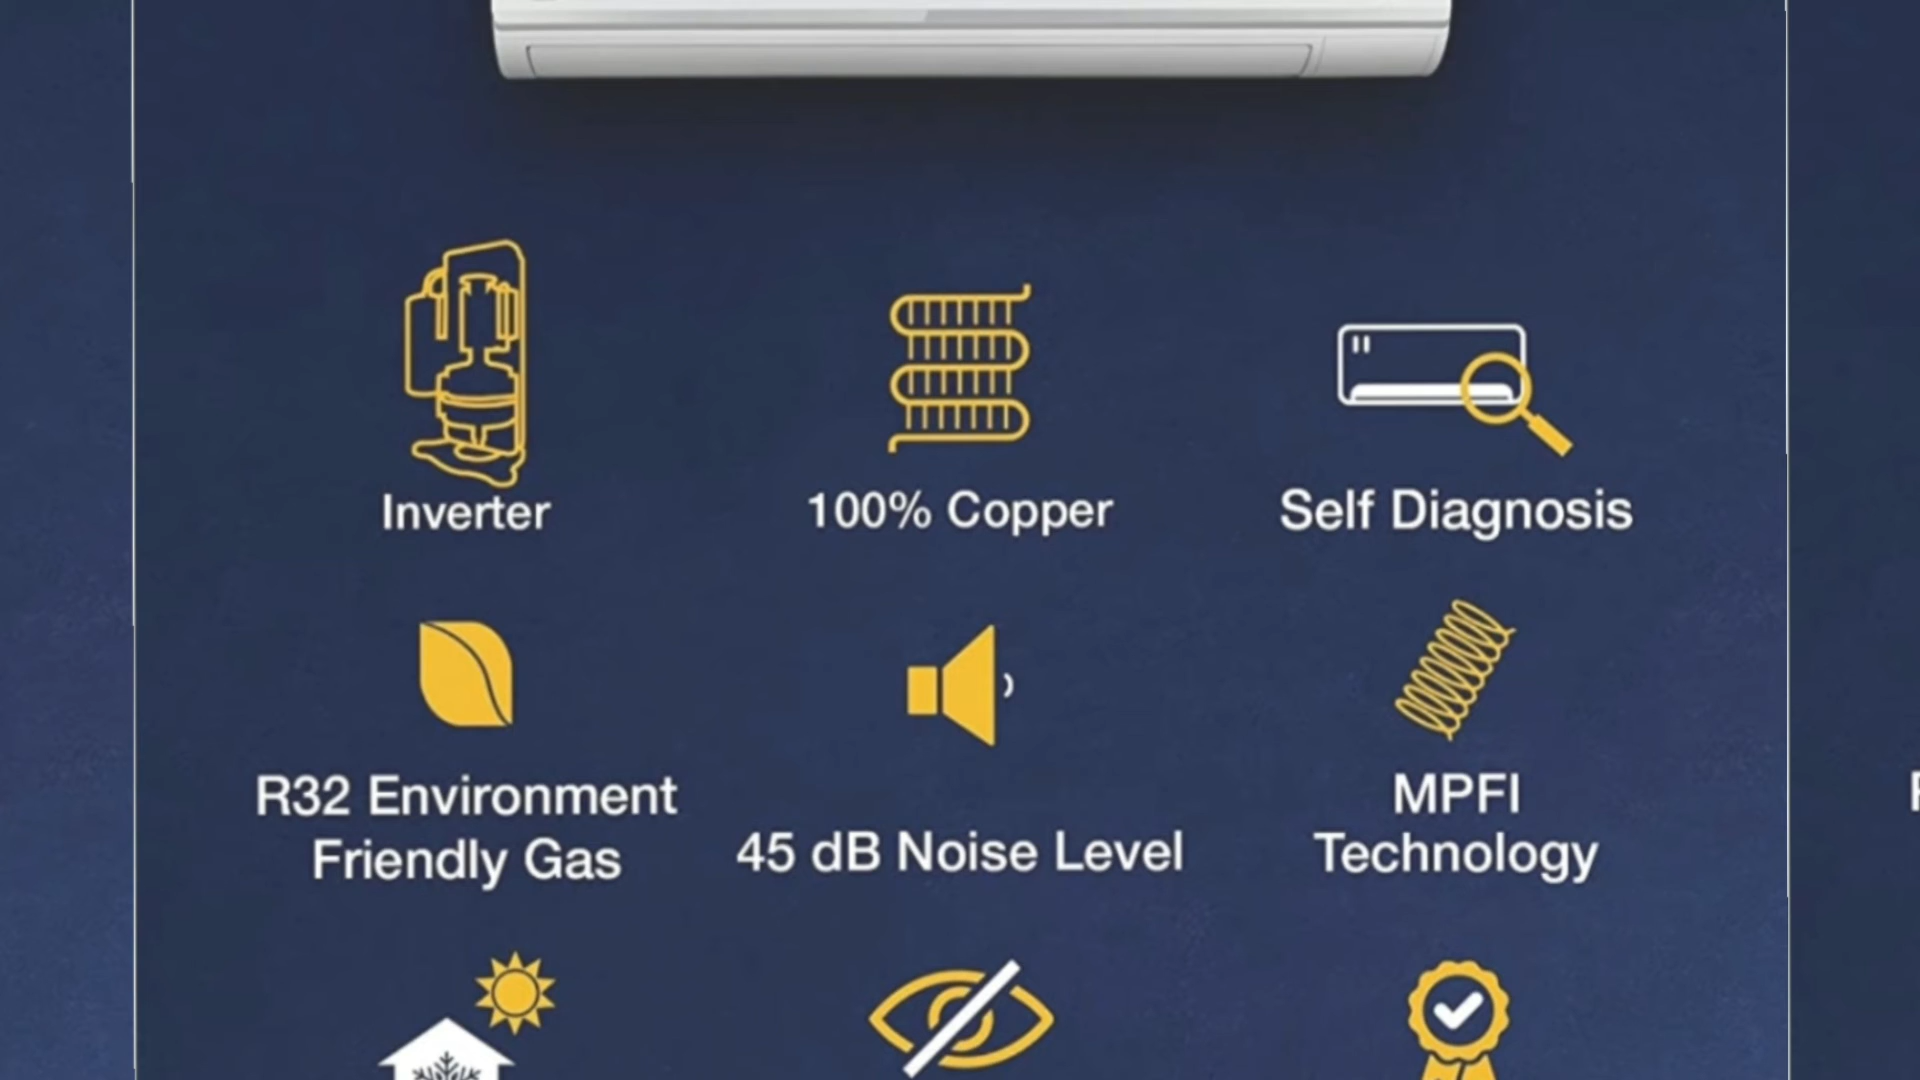 Inverter
100% Copper
Self Diagnosis
R32 Environment
Friendly Gas
45 dB Noise Level
MPFI
Technology